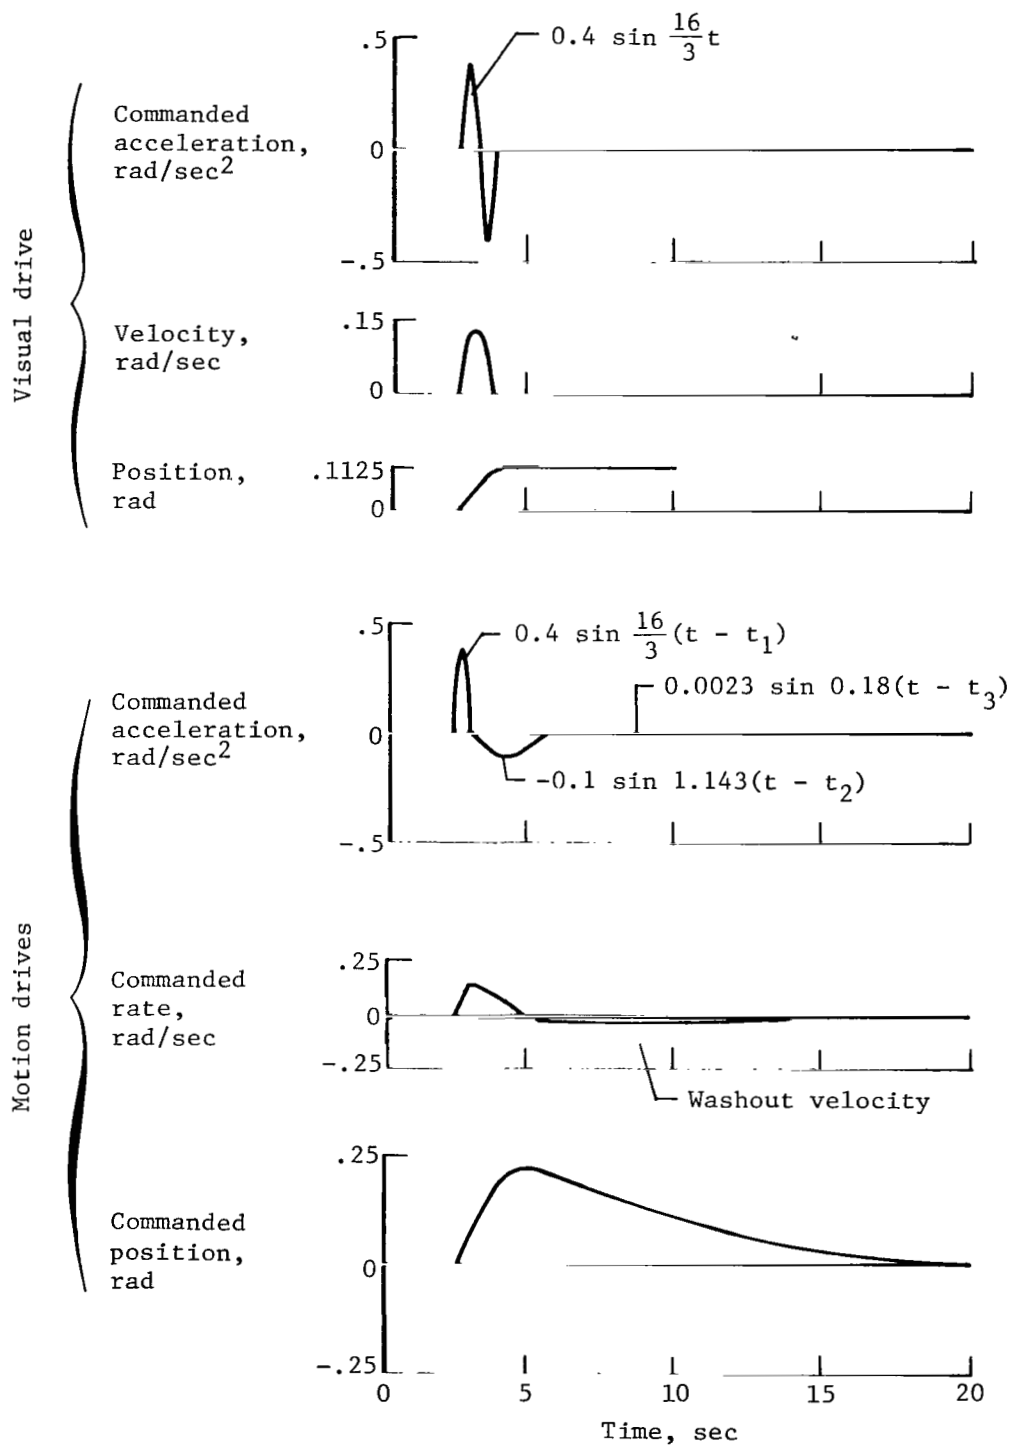 Visual drive
Commanded
acceleration,
rad/sec2
.5
0
-.5
0.4 sin 16/3 t
Velocity,
rad/sec
.15
0
Position,
rad
.1125
0
Motion drives
Commanded
acceleration,
rad/sec2
.5
0
-.5
0.4 sin 16/3 (t - t1)
0.0023 sin 0.18(t - t3)
-0.1 sin 1.143(t - t2)
Commanded
rate,
rad/sec
.25
0
-.25
Washout velocity
Commanded
position,
rad
.25
0
-.25
0 5 10 15 20
Time, sec